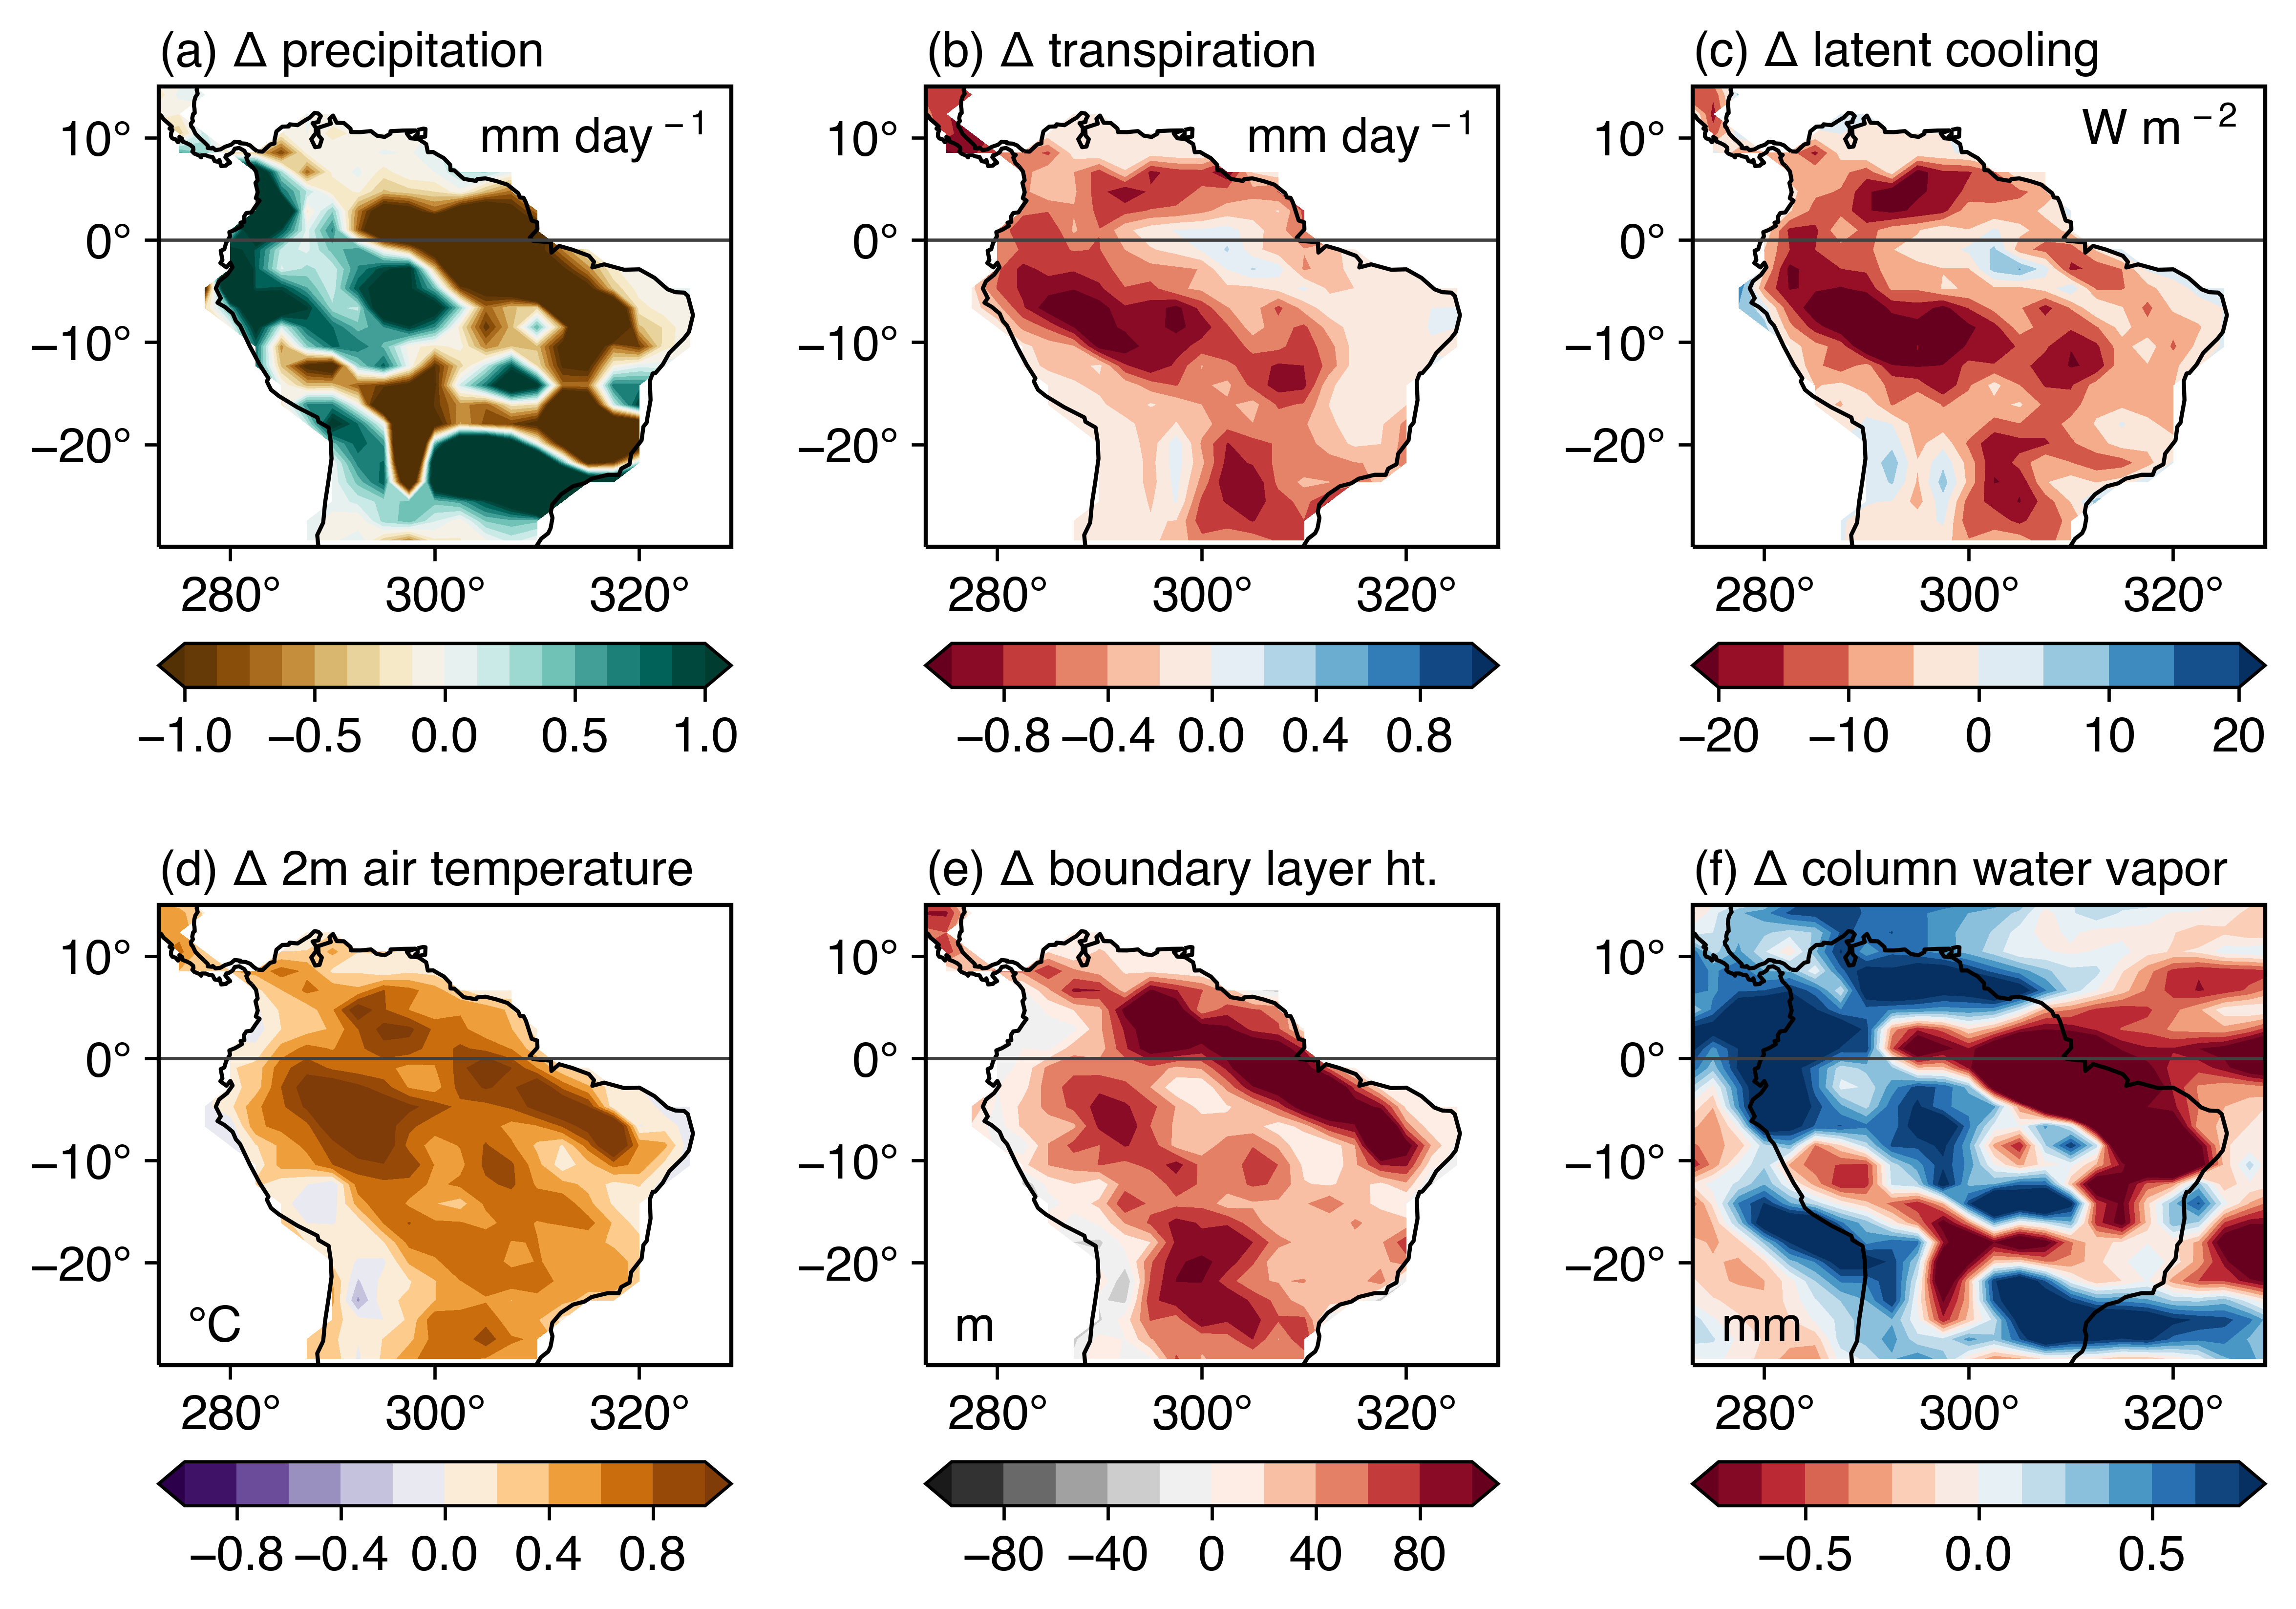 (a) Δ precipitation
(b) Δ transpiration
(c) Δ latent cooling
mm day −1
mm day −1
W m −2
10°
0°
−10°
−20°
10°
0°
−10°
−20°
10°
0°
−10°
−20°
280° 300° 320°
280° 300° 320°
280° 300° 320°
−1.0 −0.5 0.0 0.5 1.0
−0.8 −0.4 0.0 0.4 0.8
−20 −10 0 10 20
(d) Δ 2m air temperature
(e) Δ boundary layer ht.
(f) Δ column water vapor
10°
0°
−10°
−20°
10°
0°
−10°
−20°
10°
0°
−10°
−20°
°C
m
mm
280° 300° 320°
280° 300° 320°
280° 300° 320°
−0.8 −0.4 0.0 0.4 0.8
−80 −40 0 40 80
−0.5 0.0 0.5